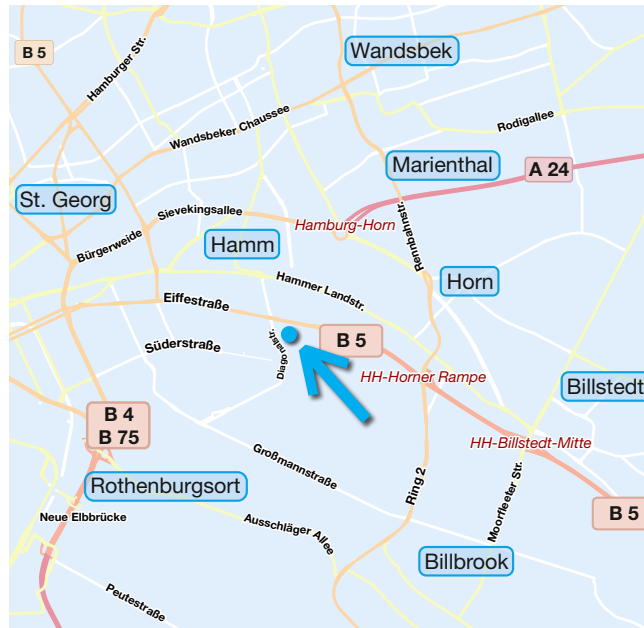 B 5
Hamburger Str.
Wandsbek
Wandsbeker Chaussee
Rodigallee
Marienthal
A 24
St. Georg
Sievekingsallee
Hamburg-Horn
Rennbahnstr.
Bürgerweide
Hamm
Horn
Hammer Landstr.
Eiffestraße
B 5
Süderstraße
Diagonalstr.
HH-Horner Rampe
Billstedt
B 4
B 75
HH-Billstedt-Mitte
Großmannstraße
Rothenburgsort
Ring 2
Moorfleeter Str.
B 5
Neue Elbbrücke
Ausschläger Allee
Billbrook
Peutestraße